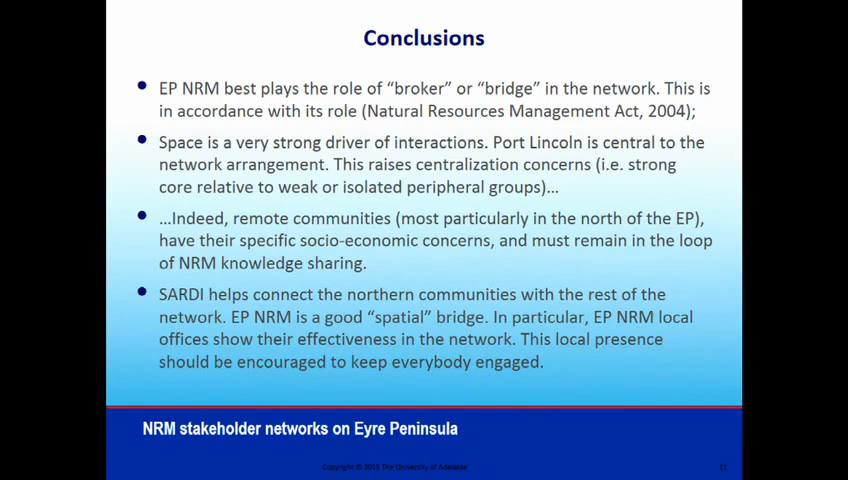 Conclusions
EP NRM best plays the role of “broker” or “bridge” in the network. This is
in accordance with its role (Natural Resources Management Act, 2004);
Space is a very strong driver of interactions. Port Lincoln is central to the
network arrangement. This raises centralization concerns (i.e. strong
core relative to weak or isolated peripheral groups)…
…Indeed, remote communities (most particularly in the north of the EP),
have their specific socio-economic concerns, and must remain in the loop
of NRM knowledge sharing.
SARDI helps connect the northern communities with the rest of the
network. EP NRM is a good “spatial” bridge. In particular, EP NRM local
offices show their effectiveness in the network. This local presence
should be encouraged to keep everybody engaged.
NRM stakeholder networks on Eyre Peninsula
Copyright © 2015 The University of Adelaide
11